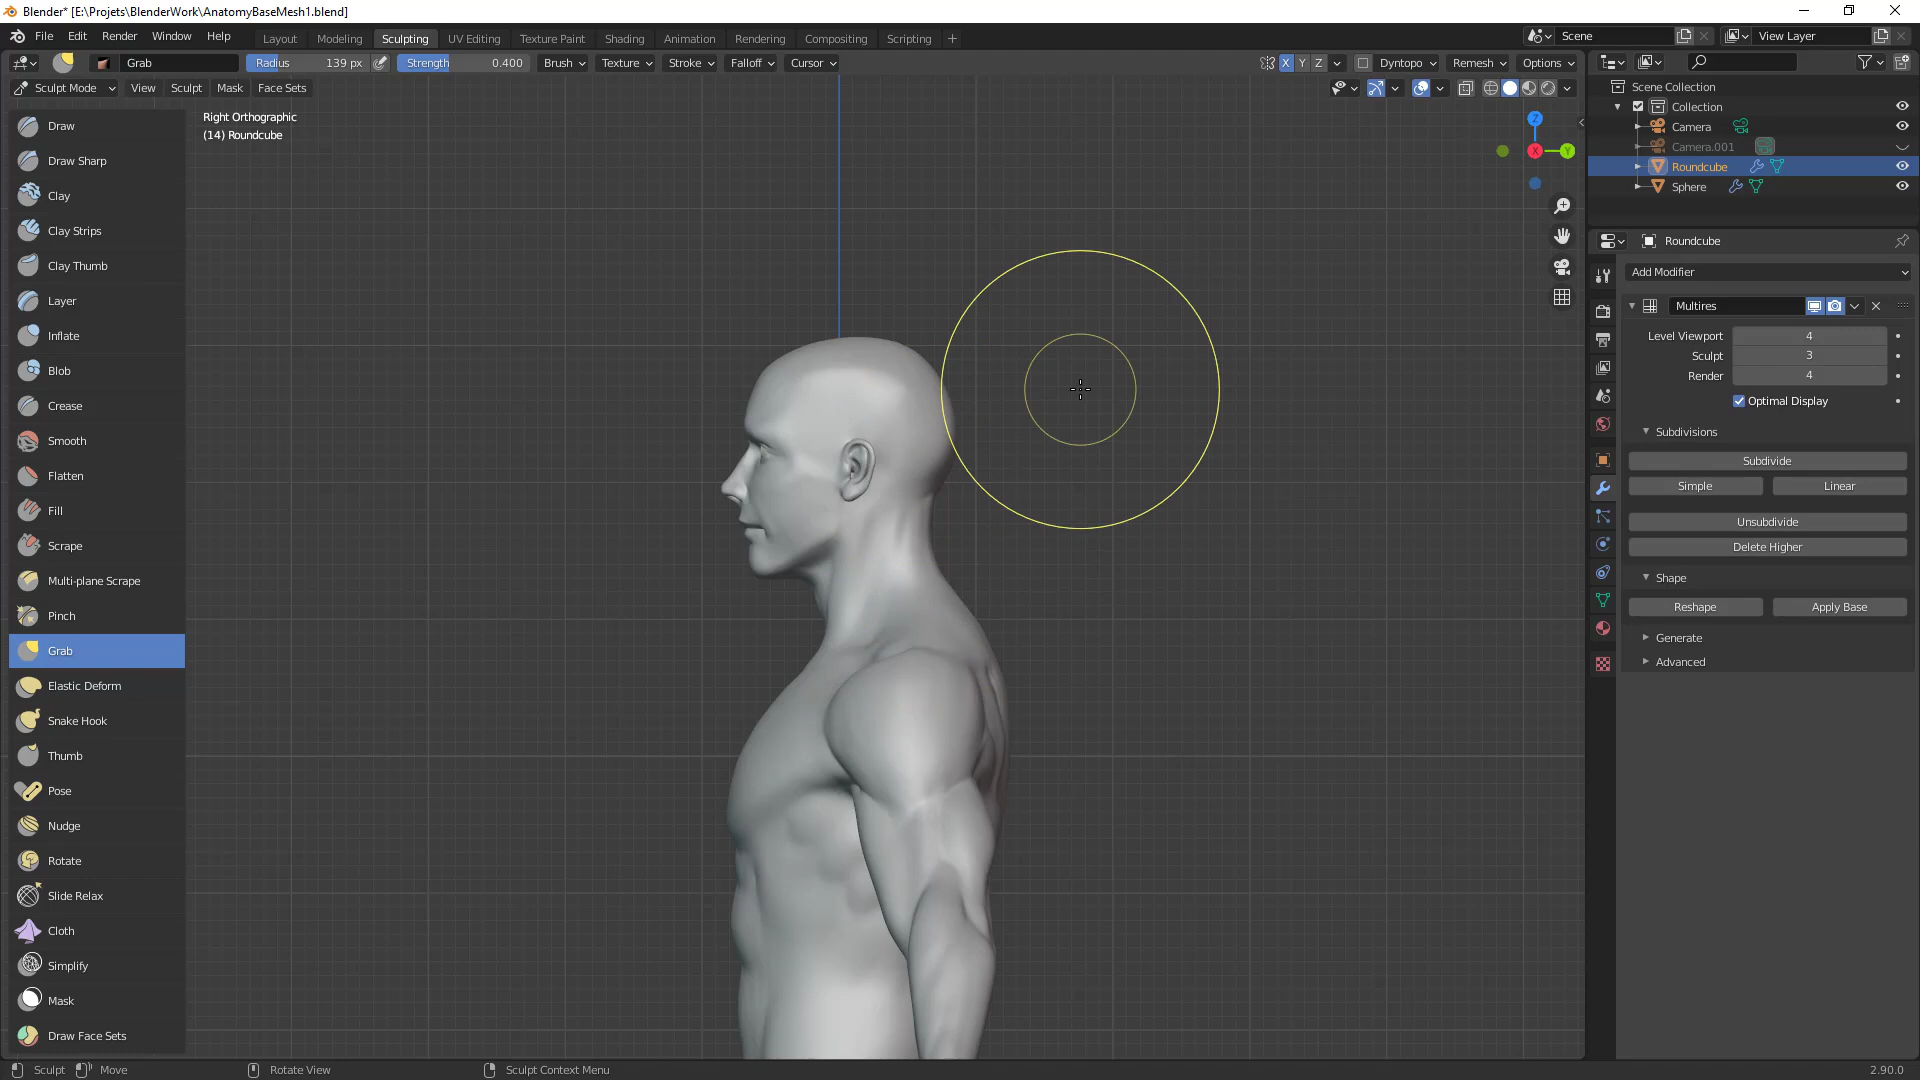 Blender* [E:\Projets\BlenderWork\AnatomyBaseMesh1.blend]
File Edit Render Window Help Layout Modeling Sculpting UV Editing Texture Paint Shading Animation Rendering Compositing Scripting + Scene View Layer
Grab Radius 139 px Strength 0.400 Brush Texture Stroke Falloff Cursor X Y Z Dyntopo Remesh Options
Sculpt Mode View Sculpt Mask Face Sets
Right Orthographic
(14) Roundcube
Draw
Draw Sharp
Clay
Clay Strips
Clay Thumb
Layer
Inflate
Blob
Crease
Smooth
Flatten
Fill
Scrape
Multi-plane Scrape
Pinch
Grab
Elastic Deform
Snake Hook
Thumb
Pose
Nudge
Rotate
Slide Relax
Cloth
Simplify
Mask
Draw Face Sets
Z
X
Y
Scene Collection
Collection
Camera
Camera.001
Roundcube
Sphere
Roundcube
Add Modifier
Multires
Level Viewport 4
Sculpt 3
Render 4
Optimal Display
Subdivisions
Subdivide
Simple Linear
Unsubdivide
Delete Higher
Shape
Reshape Apply Base
Generate
Advanced
Sculpt Move Rotate View Sculpt Context Menu 2.90.0